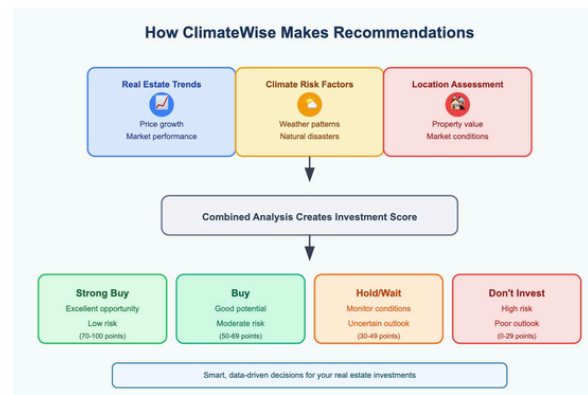 How ClimateWise Makes Recommendations
Real Estate Trends
Price growth
Market performance
Climate Risk Factors
Weather patterns
Natural disasters
Location Assessment
Property value
Market conditions
Combined Analysis Creates Investment Score
Strong Buy
Excellent opportunity
Low risk
(70-100 points)
Buy
Good potential
Moderate risk
(50-69 points)
Hold/Wait
Monitor conditions
Uncertain outlook
(30-49 points)
Don't Invest
High risk
Poor outlook
(0-29 points)
Smart, data-driven decisions for your real estate investments